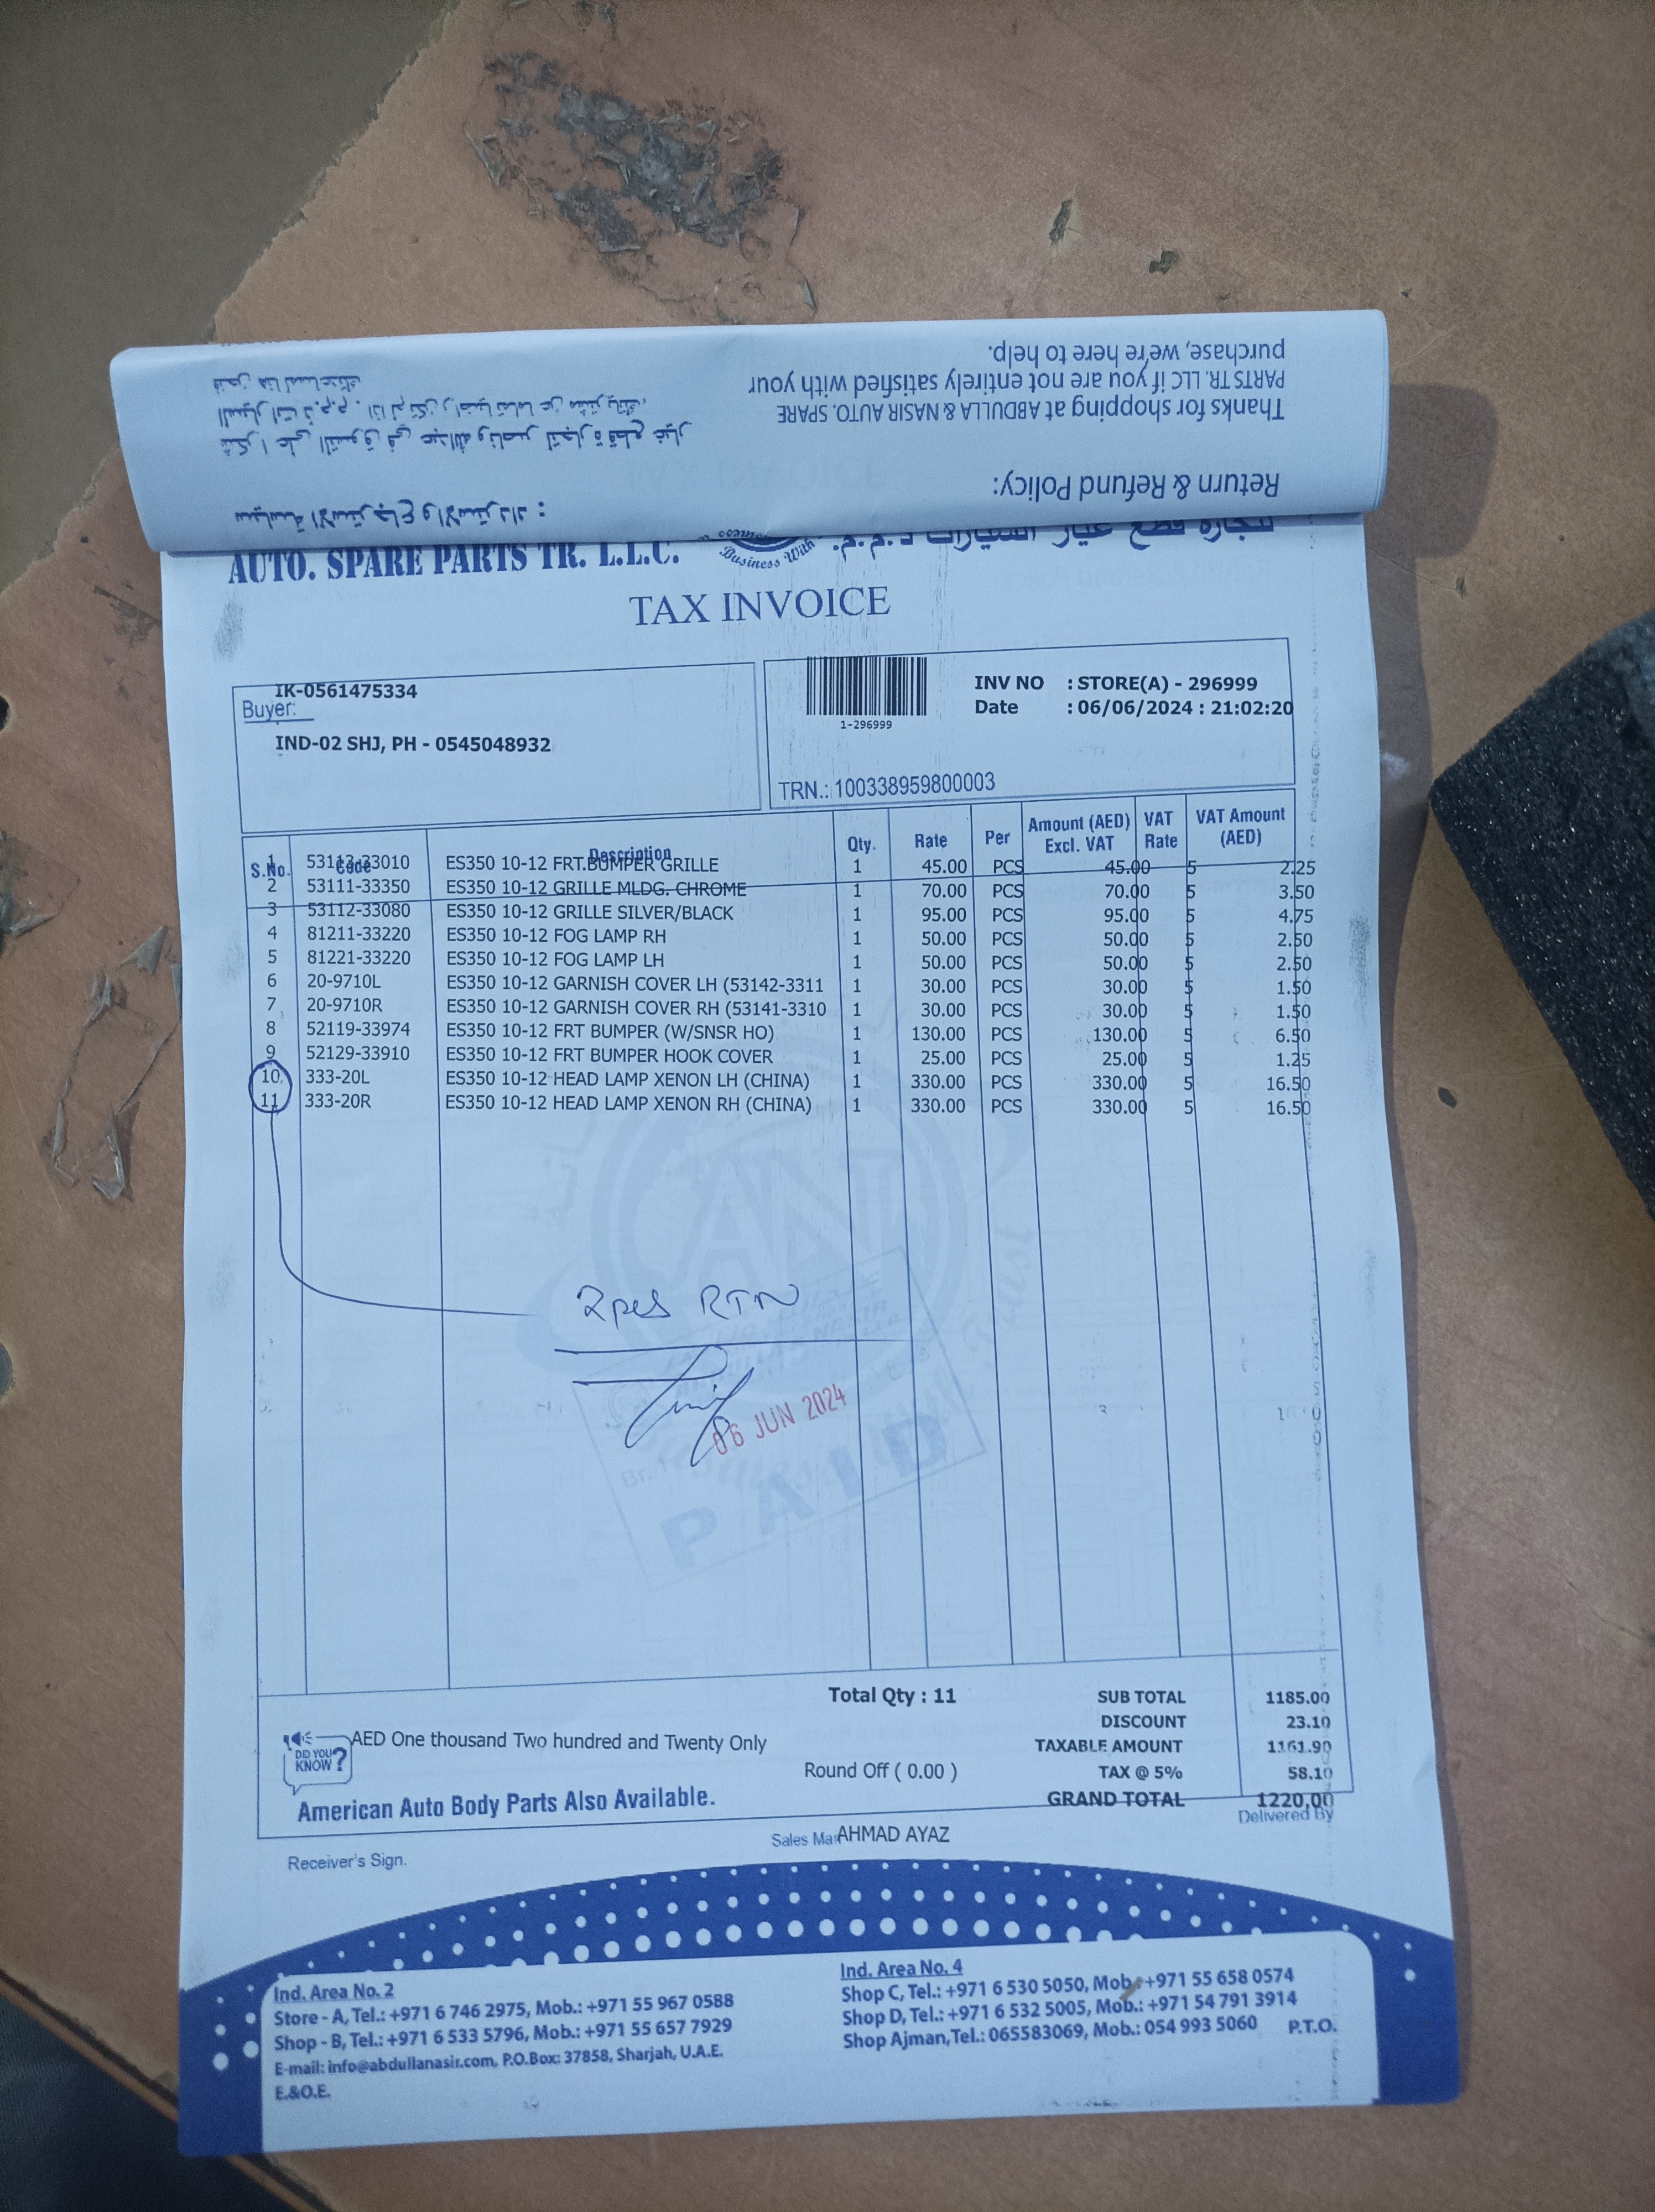 purchase, we're here to help.
PARTS TR. LLC if you are not entirely satisfied with your
Thanks for shopping at ABDULLA & NASIR AUTO. SPARE
Return & Refund Policy:
سياسة الاسترجاع والاسترداد :
AUTO. SPARE PARTS TR. L.L.C.
Business With
TAX INVOICE
IK-0561475334
Buyer:
IND-02 SHJ, PH - 0545048932
1-296999
INV NO : STORE(A) - 296999
Date : 06/06/2024 : 21:02:20
TRN.: 100338959800003
S.No. Code Description Qty. Rate Per Amount (AED) Excl. VAT VAT Rate VAT Amount (AED)
1 53113-33010 ES350 10-12 FRT.BUMPER GRILLE 1 45.00 PCS 45.00 5 2.25
2 53111-33350 ES350 10-12 GRILLE MLDG. CHROME 1 70.00 PCS 70.00 5 3.50
3 53112-33080 ES350 10-12 GRILLE SILVER/BLACK 1 95.00 PCS 95.00 5 4.75
4 81211-33220 ES350 10-12 FOG LAMP RH 1 50.00 PCS 50.00 5 2.50
5 81221-33220 ES350 10-12 FOG LAMP LH 1 50.00 PCS 50.00 5 2.50
6 20-9710L ES350 10-12 GARNISH COVER LH (53142-3311 1 30.00 PCS 30.00 5 1.50
7 20-9710R ES350 10-12 GARNISH COVER RH (53141-3310 1 30.00 PCS 30.00 5 1.50
8 52119-33974 ES350 10-12 FRT BUMPER (W/SNSR HO) 1 130.00 PCS 130.00 5 6.50
9 52129-33910 ES350 10-12 FRT BUMPER HOOK COVER 1 25.00 PCS 25.00 5 1.25
10 333-20L ES350 10-12 HEAD LAMP XENON LH (CHINA) 1 330.00 PCS 330.00 5 16.50
11 333-20R ES350 10-12 HEAD LAMP XENON RH (CHINA) 1 330.00 PCS 330.00 5 16.50
2 pcs RTN
06 JUN 2024
PAID
Total Qty : 11
SUB TOTAL 1185.00
DISCOUNT 23.10
TAXABLE AMOUNT 1161.90
TAX @ 5% 58.10
GRAND TOTAL 1220.00
DID YOU KNOW ?
AED One thousand Two hundred and Twenty Only
Round Off ( 0.00 )
American Auto Body Parts Also Available.
Delivered By
Sales Man AHMAD AYAZ
Receiver's Sign.
Ind. Area No. 2
Store - A, Tel.: +971 6 746 2975, Mob.: +971 55 967 0588
Shop - B, Tel.: +971 6 533 5796, Mob.: +971 55 657 7929
E-mail: info@abdullanasir.com, P.O.Box: 37858, Sharjah, U.A.E.
E.&O.E.
Ind. Area No. 4
Shop C, Tel.: +971 6 530 5050, Mob.: +971 55 658 0574
Shop D, Tel.: +971 6 532 5005, Mob.: +971 54 791 3914
Shop Ajman, Tel.: 065583069, Mob.: 054 993 5060
P.T.O.